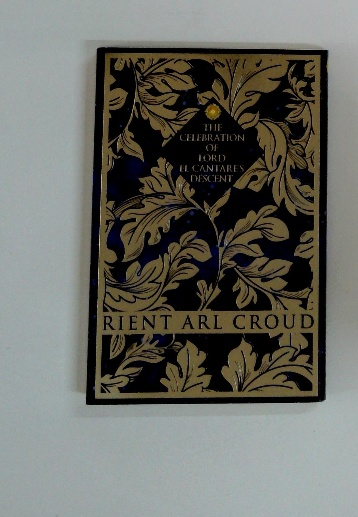 THE
CELEBRATION
OF
LORD
EL CANTARE'S
DESCENT
RIENT ARL CROUD